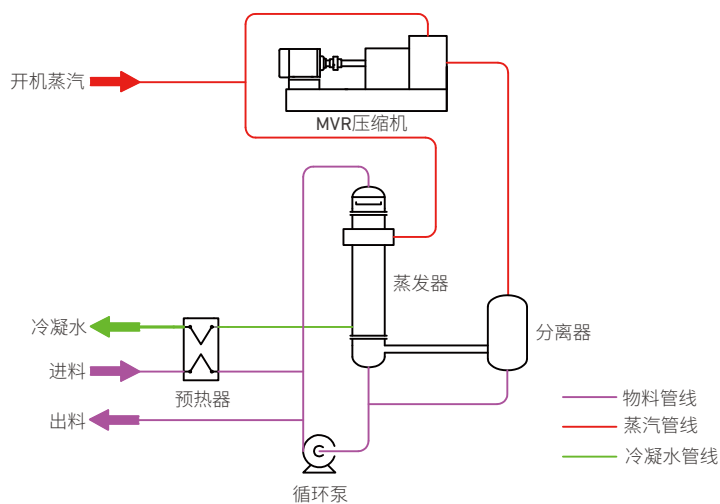 开机蒸汽
MVR压缩机
蒸发器
冷凝水
分离器
进料
预热器
物料管线
出料
蒸汽管线
冷凝水管线
循环泵